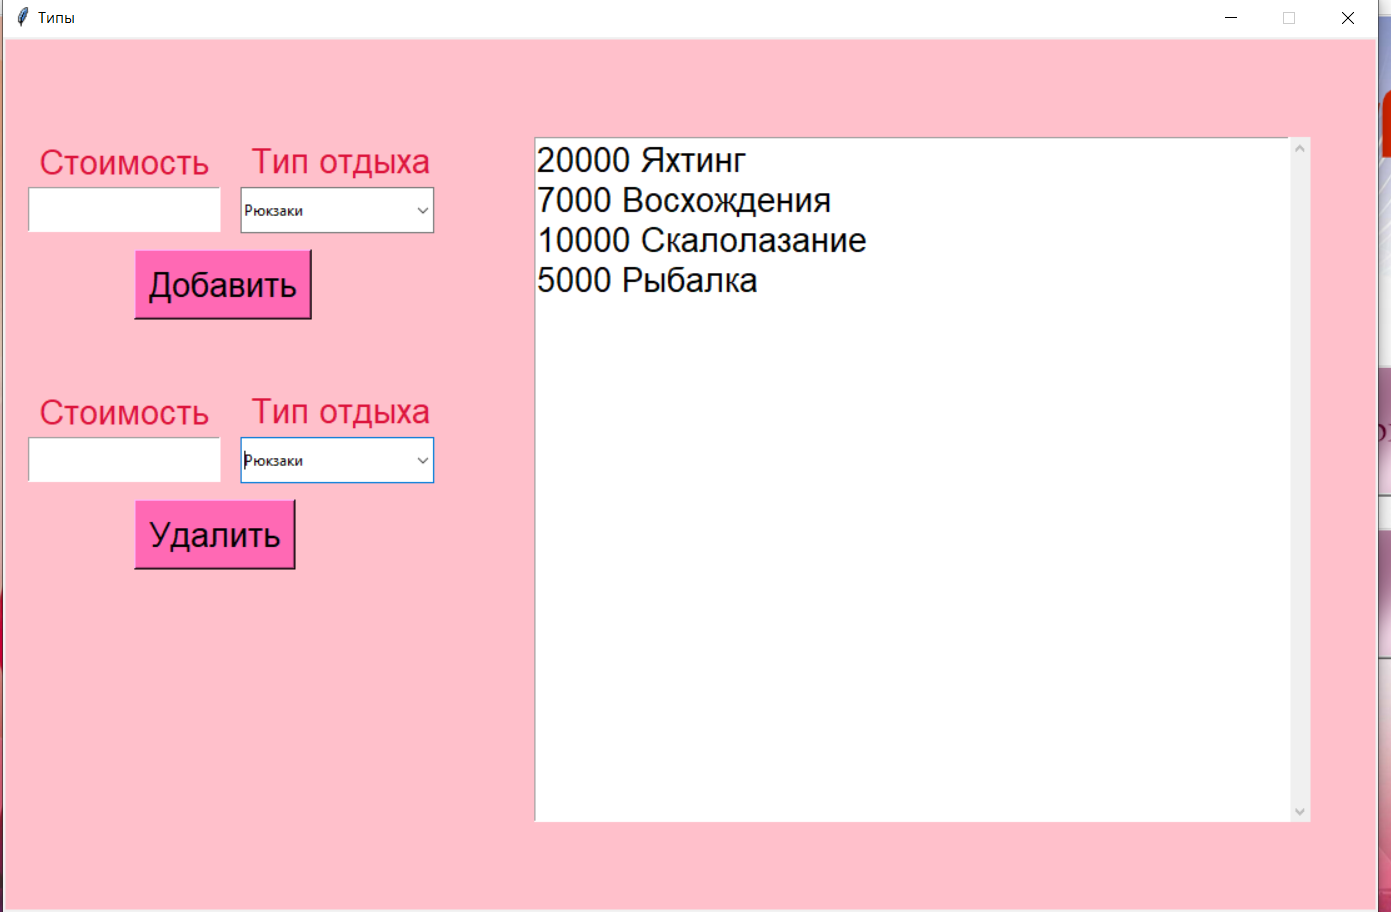 Типы
Стоимость Тип отдыха
Рюкзаки
Добавить
Стоимость Тип отдыха
Рюкзаки
Удалить
20000 Яхтинг
7000 Восхождения
10000 Скалолазание
5000 Рыбалка